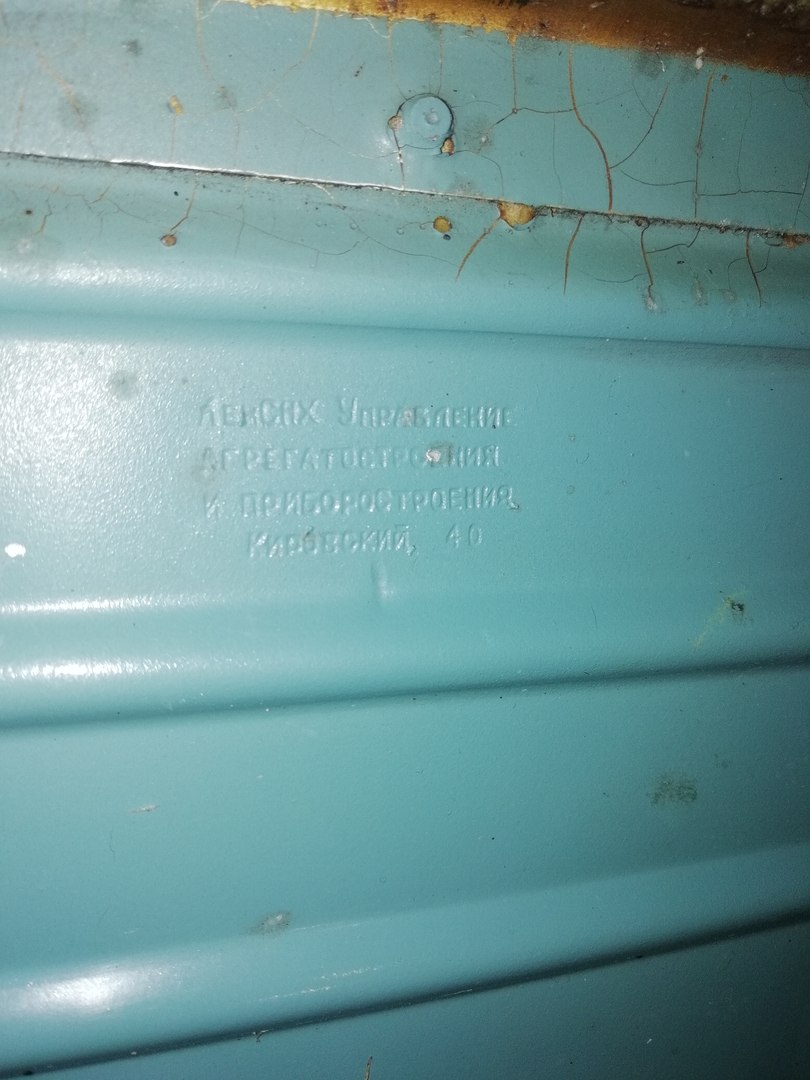 ЛенСНХ Управление
агрегатостроения
и приборостроения,
Кировский, 40